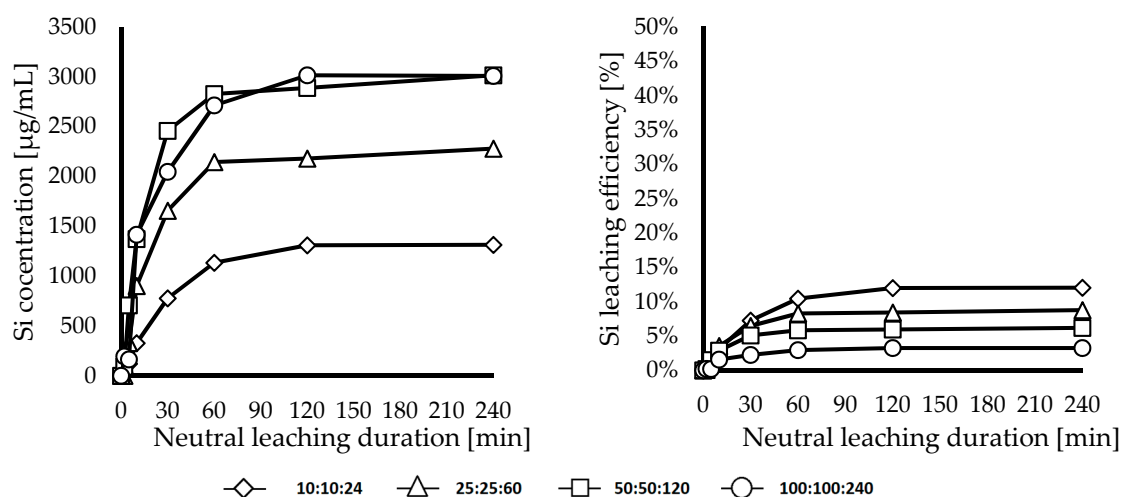 Si cocentration [µg/mL]
3500
3000
2500
2000
1500
1000
500
0
0 30 60 90 120 150 180 210 240
Neutral leaching duration [min]
Si leaching efficiency [%]
50%
45%
40%
35%
30%
25%
20%
15%
10%
5%
0%
0 30 60 90 120 150 180 210 240
Neutral leaching duration [min]
10:10:24 25:25:60 50:50:120 100:100:240